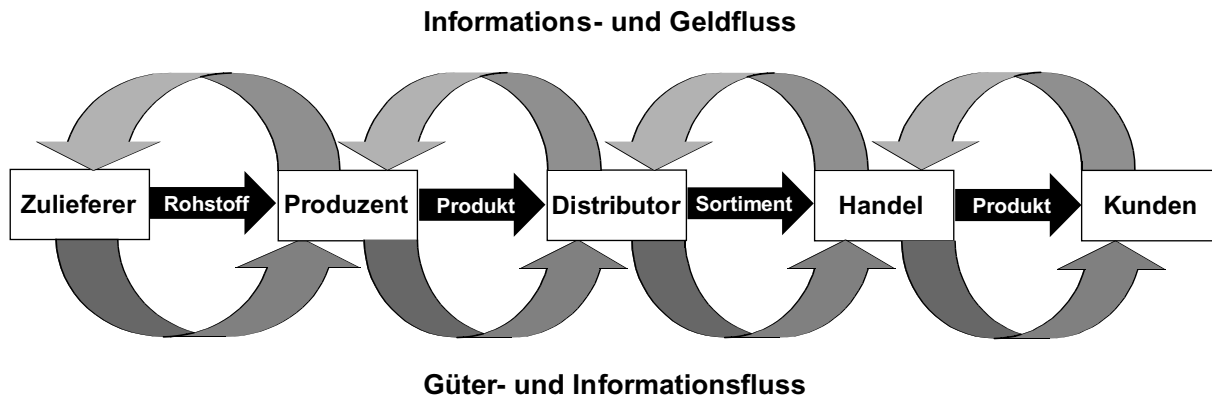 Informations- und Geldfluss
Zulieferer
Rohstoff
Produzent
Produkt
Distributor
Sortiment
Handel
Produkt
Kunden
Güter- und Informationsfluss